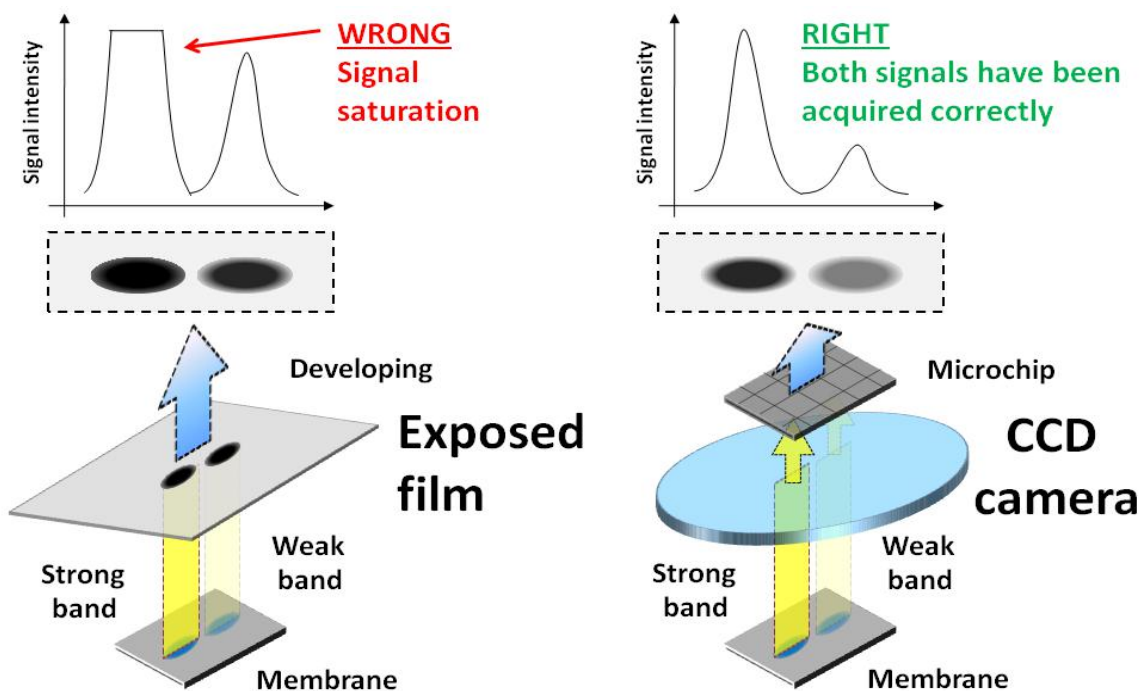 Signal intensity
WRONG
Signal
saturation
Developing
Exposed
film
Strong
band
Weak
band
Membrane
Signal intensity
RIGHT
Both signals have been
acquired correctly
Microchip
CCD
camera
Strong
band
Weak
band
Membrane